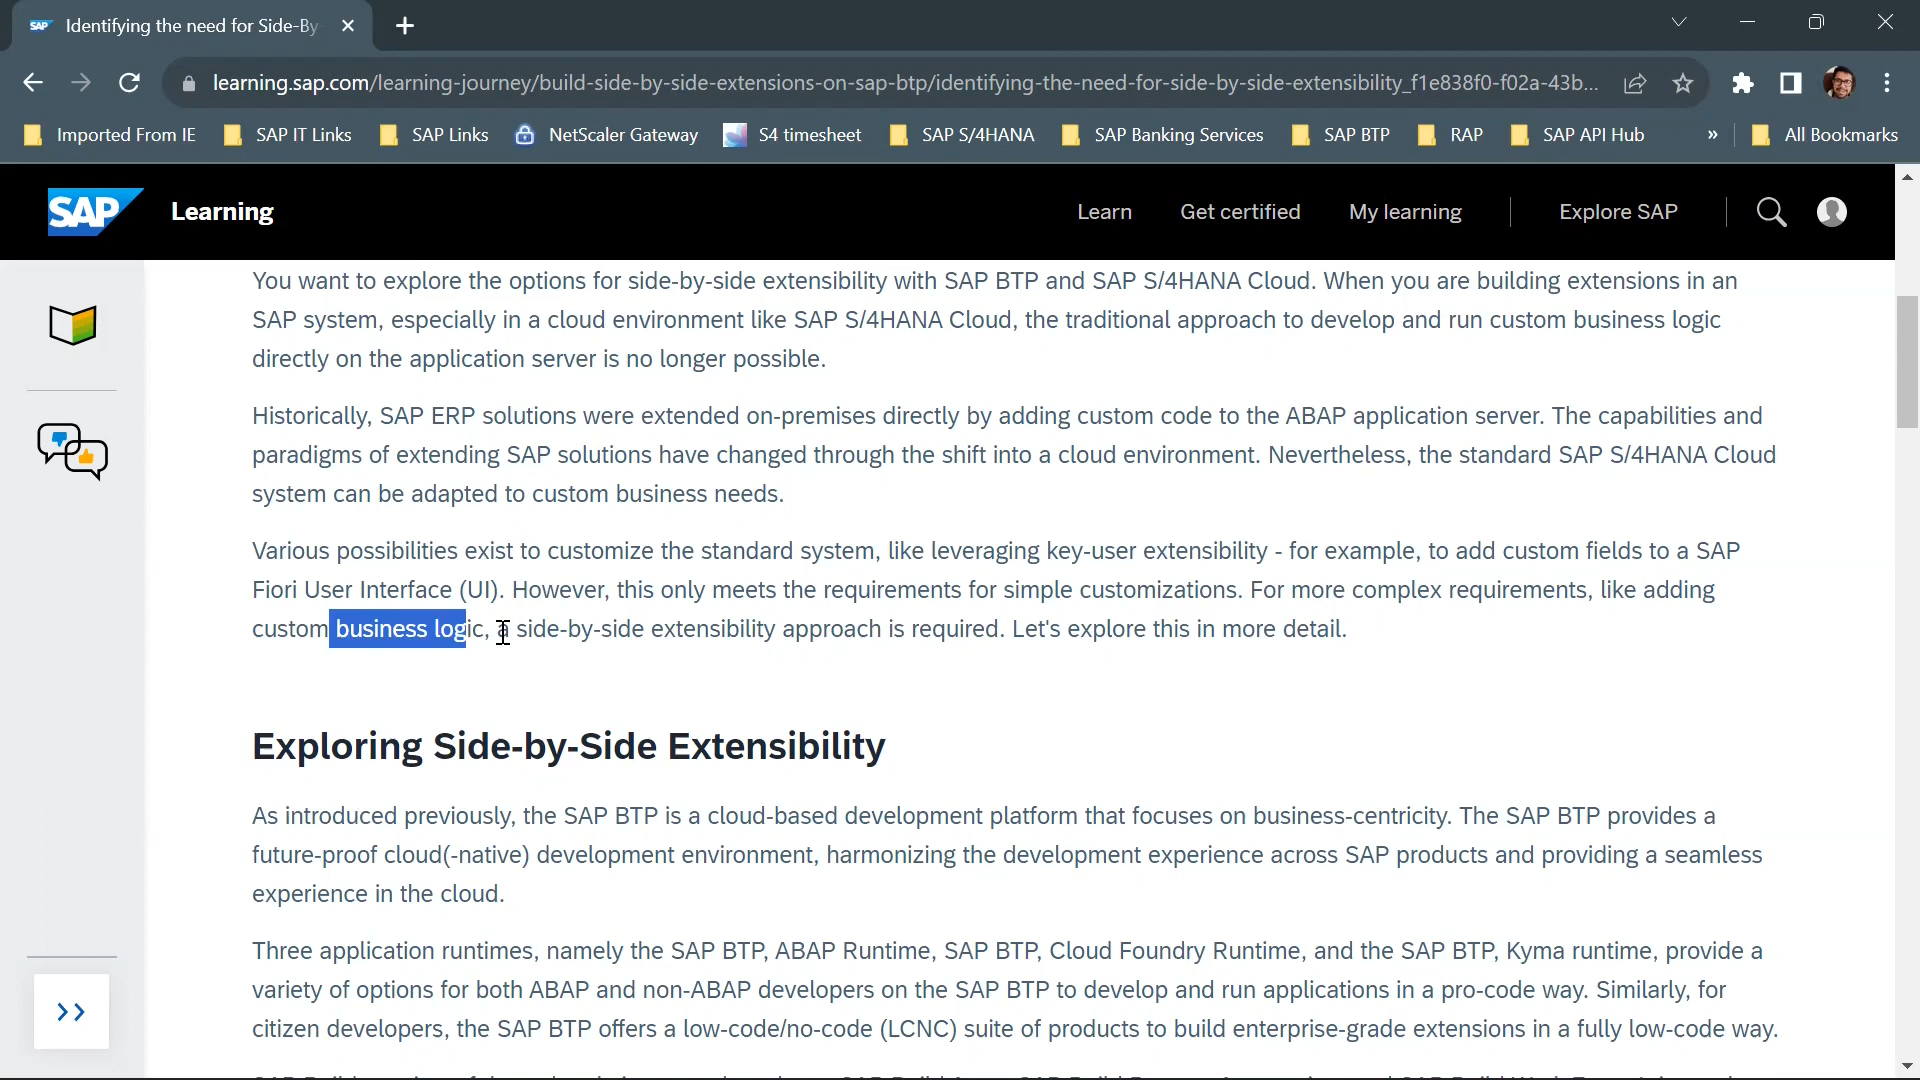 SAP Identifying the need for Side-By
learning.sap.com/learning-journey/build-side-by-side-extensions-on-sap-btp/identifying-the-need-for-side-by-side-extensibility_f1e838f0-f02a-43b...
Imported From IE SAP IT Links SAP Links NetScaler Gateway S4 timesheet SAP S/4HANA SAP Banking Services SAP BTP RAP SAP API Hub » All Bookmarks
SAP Learning Learn Get certified My learning Explore SAP
You want to explore the options for side-by-side extensibility with SAP BTP and SAP S/4HANA Cloud. When you are building extensions in an
SAP system, especially in a cloud environment like SAP S/4HANA Cloud, the traditional approach to develop and run custom business logic
directly on the application server is no longer possible.
Historically, SAP ERP solutions were extended on-premises directly by adding custom code to the ABAP application server. The capabilities and
paradigms of extending SAP solutions have changed through the shift into a cloud environment. Nevertheless, the standard SAP S/4HANA Cloud
system can be adapted to custom business needs.
Various possibilities exist to customize the standard system, like leveraging key-user extensibility - for example, to add custom fields to a SAP
Fiori User Interface (UI). However, this only meets the requirements for simple customizations. For more complex requirements, like adding
custom business logic, a side-by-side extensibility approach is required. Let's explore this in more detail.
Exploring Side-by-Side Extensibility
As introduced previously, the SAP BTP is a cloud-based development platform that focuses on business-centricity. The SAP BTP provides a
future-proof cloud(-native) development environment, harmonizing the development experience across SAP products and providing a seamless
experience in the cloud.
Three application runtimes, namely the SAP BTP, ABAP Runtime, SAP BTP, Cloud Foundry Runtime, and the SAP BTP, Kyma runtime, provide a
variety of options for both ABAP and non-ABAP developers on the SAP BTP to develop and run applications in a pro-code way. Similarly, for
citizen developers, the SAP BTP offers a low-code/no-code (LCNC) suite of products to build enterprise-grade extensions in a fully low-code way.